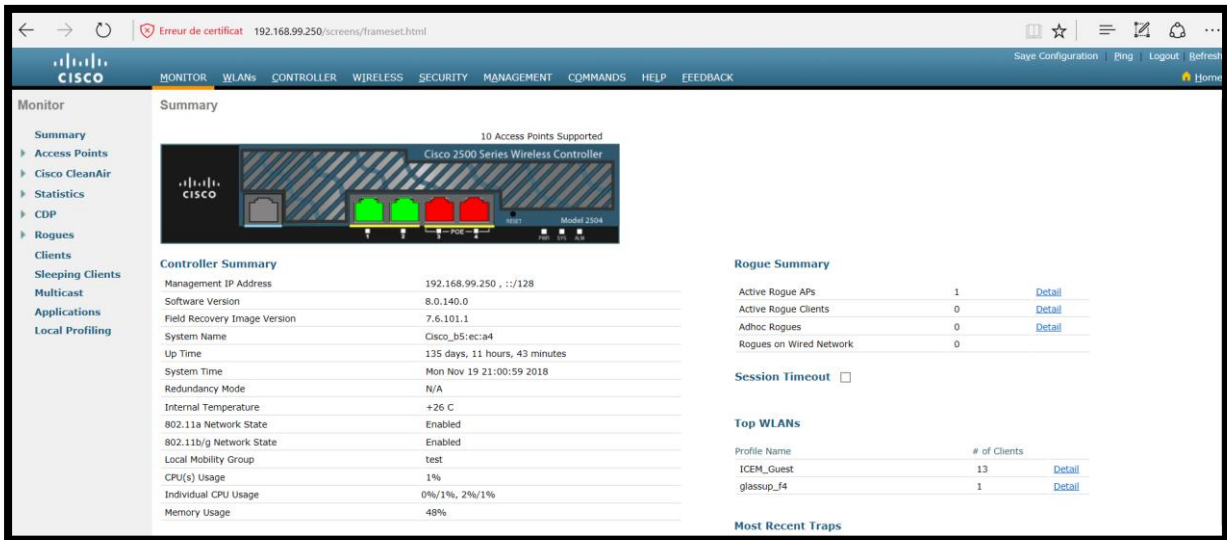 Erreur de certificat 192.168.99.250/screens/frameset.html
Save Configuration | Ping | Logout | Refresh
CISCO
MONITOR WLANs CONTROLLER WIRELESS SECURITY MANAGEMENT COMMANDS HELP FEEDBACK
Home
Monitor
Summary
Access Points
Cisco CleanAir
Statistics
CDP
Rogues
Clients
Sleeping Clients
Multicast
Applications
Local Profiling
Summary
10 Access Points Supported
Cisco 2500 Series Wireless Controller
CISCO
RESET
Model 2504
1 2 3 POE 4
PWR SYS ALM
Controller Summary
Management IP Address 192.168.99.250 , ::/128
Software Version 8.0.140.0
Field Recovery Image Version 7.6.101.1
System Name Cisco_b5:ec:a4
Up Time 135 days, 11 hours, 43 minutes
System Time Mon Nov 19 21:00:59 2018
Redundancy Mode N/A
Internal Temperature +26 C
802.11a Network State Enabled
802.11b/g Network State Enabled
Local Mobility Group test
CPU(s) Usage 1%
Individual CPU Usage 0%/1%, 2%/1%
Memory Usage 48%
Rogue Summary
Active Rogue APs 1 Detail
Active Rogue Clients 0 Detail
Adhoc Rogues 0 Detail
Rogues on Wired Network 0
Session Timeout
Top WLANs
Profile Name # of Clients
ICEM_Guest 13 Detail
glassup_f4 1 Detail
Most Recent Traps